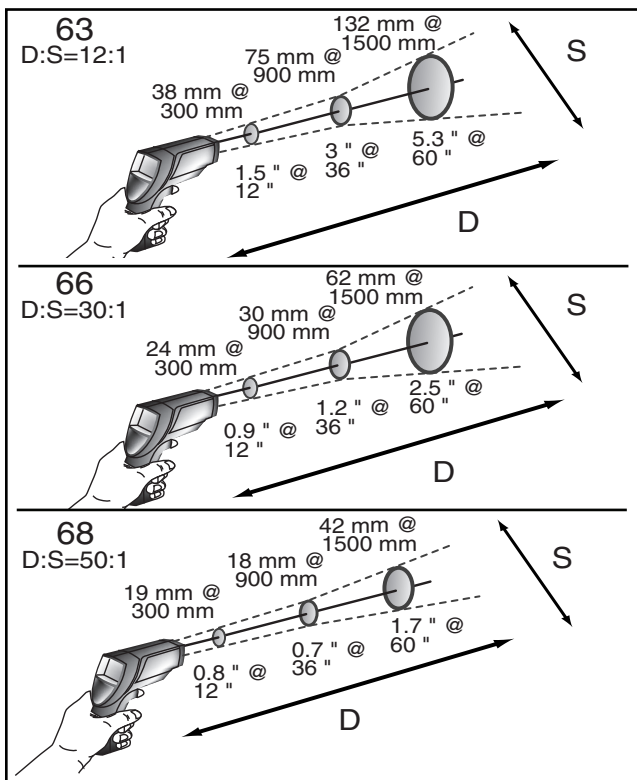 63
D:S=12:1
132 mm @
1500 mm
75 mm @
900 mm
38 mm @
300 mm
S
1.5 " @
12 "
3 " @
36 "
5.3 " @
60 "
D
66
D:S=30:1
62 mm @
1500 mm
30 mm @
900 mm
24 mm @
300 mm
S
0.9 " @
12 "
1.2 " @
36 "
2.5 " @
60 "
D
68
D:S=50:1
42 mm @
1500 mm
18 mm @
900 mm
19 mm @
300 mm
S
0.8 " @
12 "
0.7 " @
36 "
1.7 " @
60 "
D